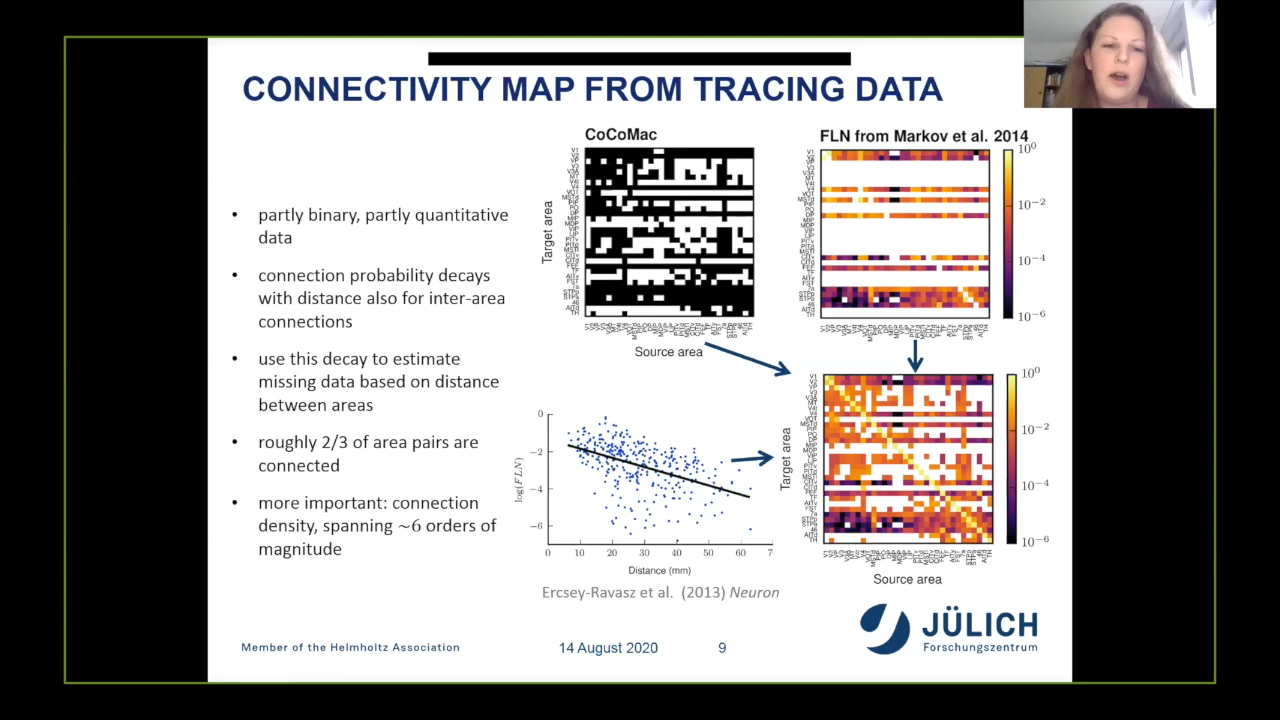 CONNECTIVITY MAP FROM TRACING DATA
• partly binary, partly quantitative
data
• connection probability decays
with distance also for inter-area
connections
• use this decay to estimate
missing data based on distance
between areas
• roughly 2/3 of area pairs are
connected
• more important: connection
density, spanning ~6 orders of
magnitude
CoCoMac
Target area
Source area
FLN from Markov et al. 2014
10⁰
10⁻²
10⁻⁴
10⁻⁶
log(FLN)
0
−2
−4
−6
0 10 20 30 40 50 60 7
Distance (mm)
Ercsey-Ravasz et al. (2013) Neuron
Target area
Source area
10⁰
10⁻²
10⁻⁴
10⁻⁶
JÜLICH
Forschungszentrum
Member of the Helmholtz Association
14 August 2020
9